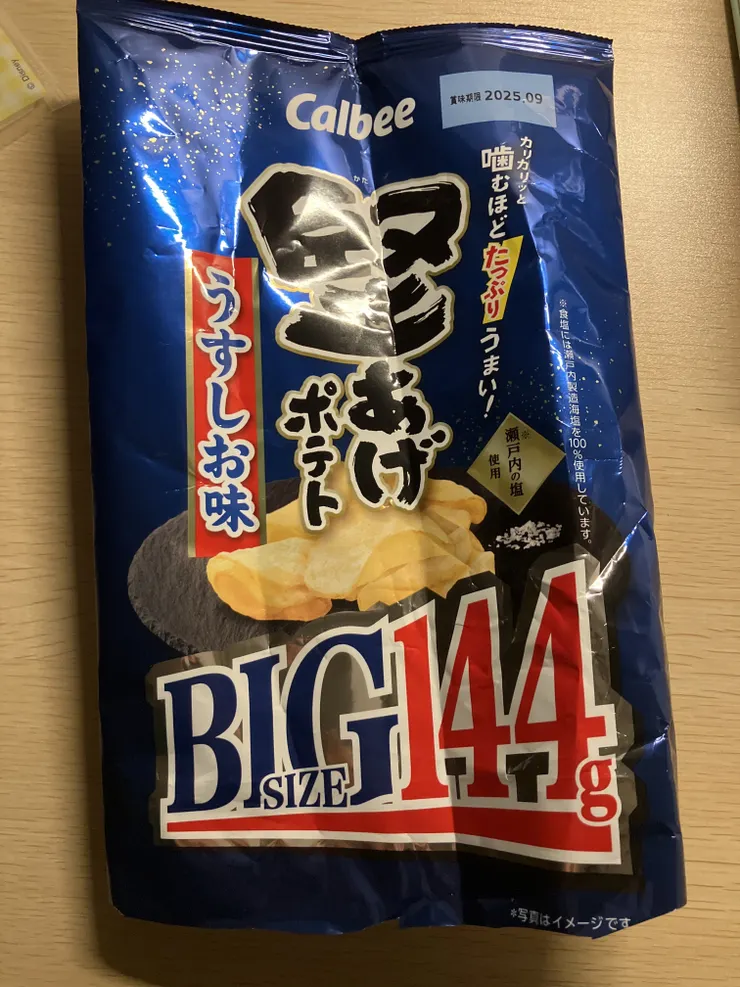 © Disney
Calbee
賞味期限 2025.09
カリカリッと
噛むほど たっぷり うまい!
かた
堅あげ
ポテト
うすしお味
※
瀬戸内の塩
使用
※食塩には瀬戸内製造海塩を100%使用しています。
BIG
SIZE
144g
*写真はイメージです